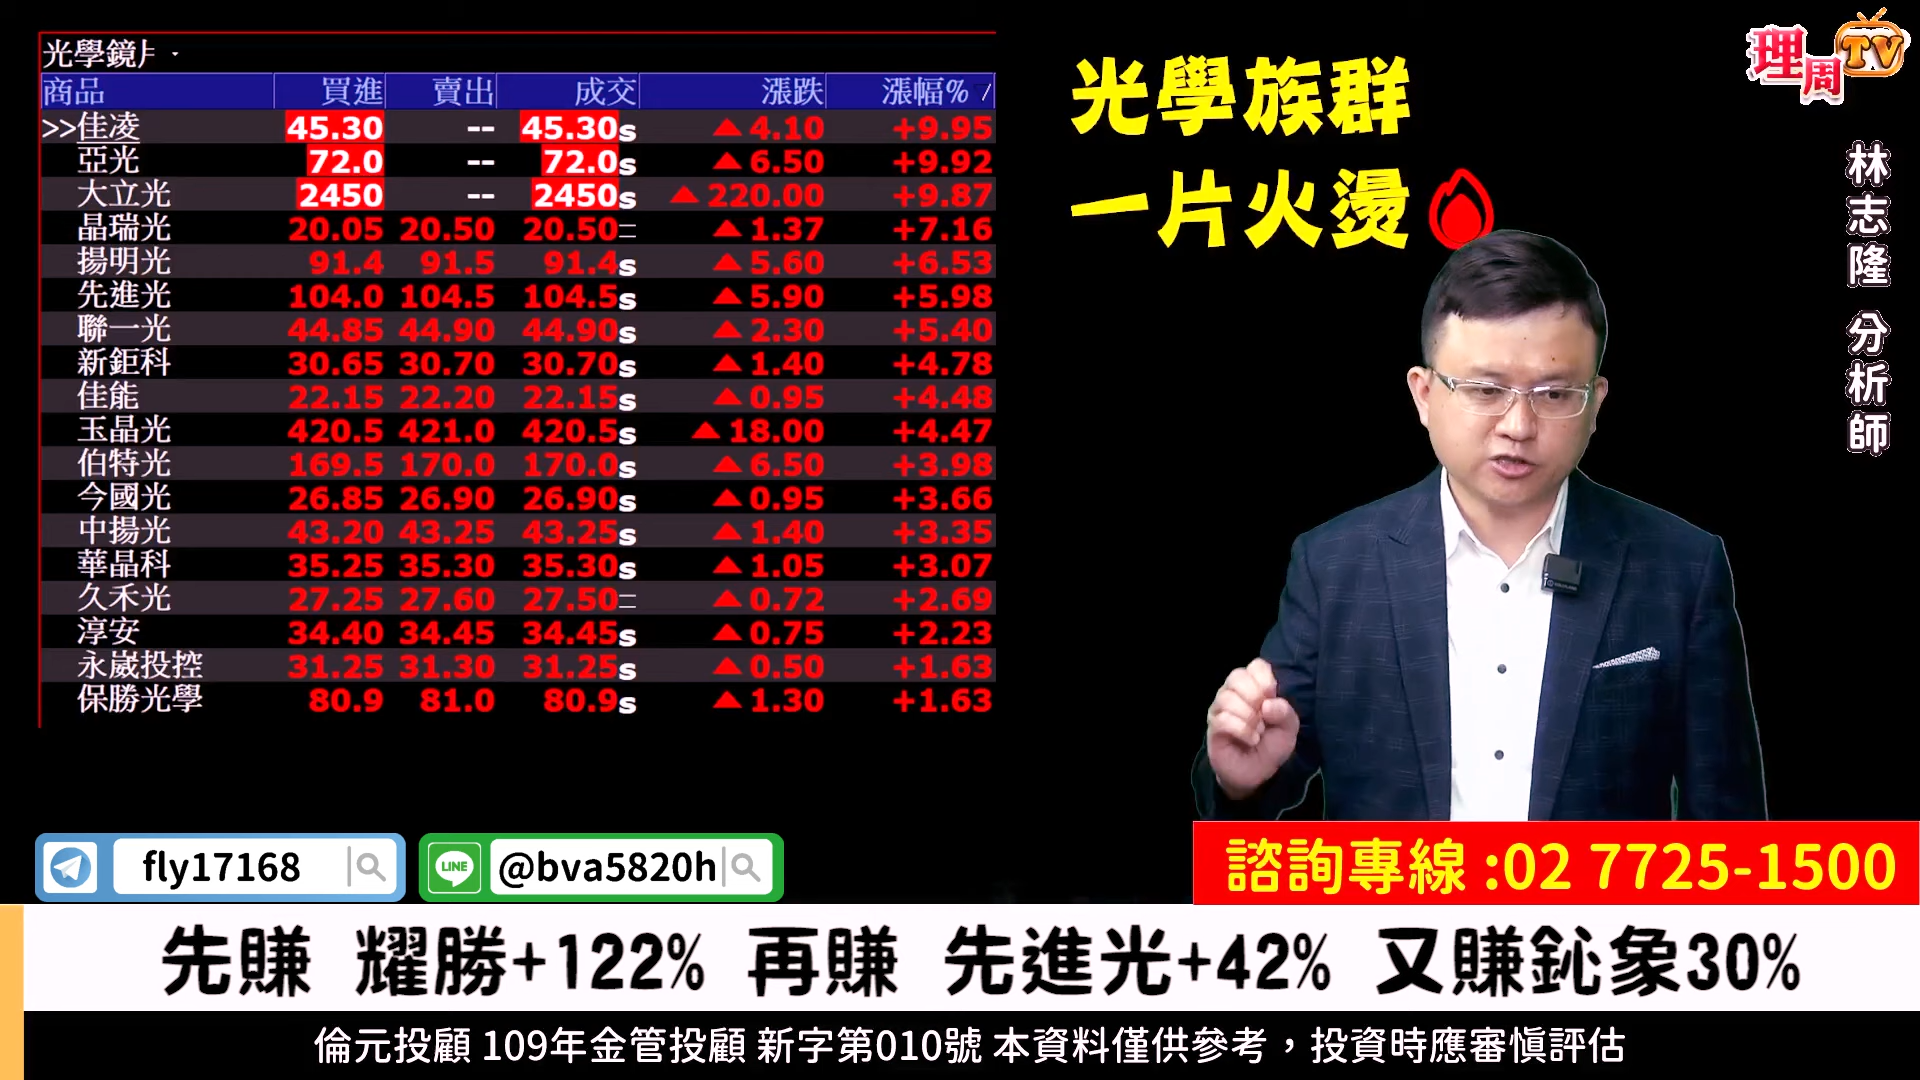 光學鏡片
商品 買進 賣出 成交 漲跌 漲幅%
>>佳凌 45.30 -- 45.30s ▲4.10 +9.95
亞光 72.0 -- 72.0s ▲6.50 +9.92
大立光 2450 -- 2450s ▲220.00 +9.87
晶瑞光 20.05 20.50 20.50= ▲1.37 +7.16
揚明光 91.4 91.5 91.4s ▲5.60 +6.53
先進光 104.0 104.5 104.5s ▲5.90 +5.98
聯一光 44.85 44.90 44.90s ▲2.30 +5.40
新鉅科 30.65 30.70 30.70s ▲1.40 +4.78
佳能 22.15 22.20 22.15s ▲0.95 +4.48
玉晶光 420.5 421.0 420.5s ▲18.00 +4.47
伯特光 169.5 170.0 170.0s ▲6.50 +3.98
今國光 26.85 26.90 26.90s ▲0.95 +3.66
中揚光 43.20 43.25 43.25s ▲1.40 +3.35
華晶科 35.25 35.30 35.30s ▲1.05 +3.07
久禾光 27.25 27.60 27.50= ▲0.72 +2.69
淳安 34.40 34.45 34.45s ▲0.75 +2.23
永崴投控 31.25 31.30 31.25s ▲0.50 +1.63
保勝光學 80.9 81.0 80.9s ▲1.30 +1.63
光學族群
一片火燙
理周TV
林志隆 分析師
fly17168
LINE @bva5820h
諮詢專線:02 7725-1500
先賺 耀勝+122% 再賺 先進光+42% 又賺鈊象30%
倫元投顧 109年金管投顧 新字第010號 本資料僅供參考，投資時應審慎評估